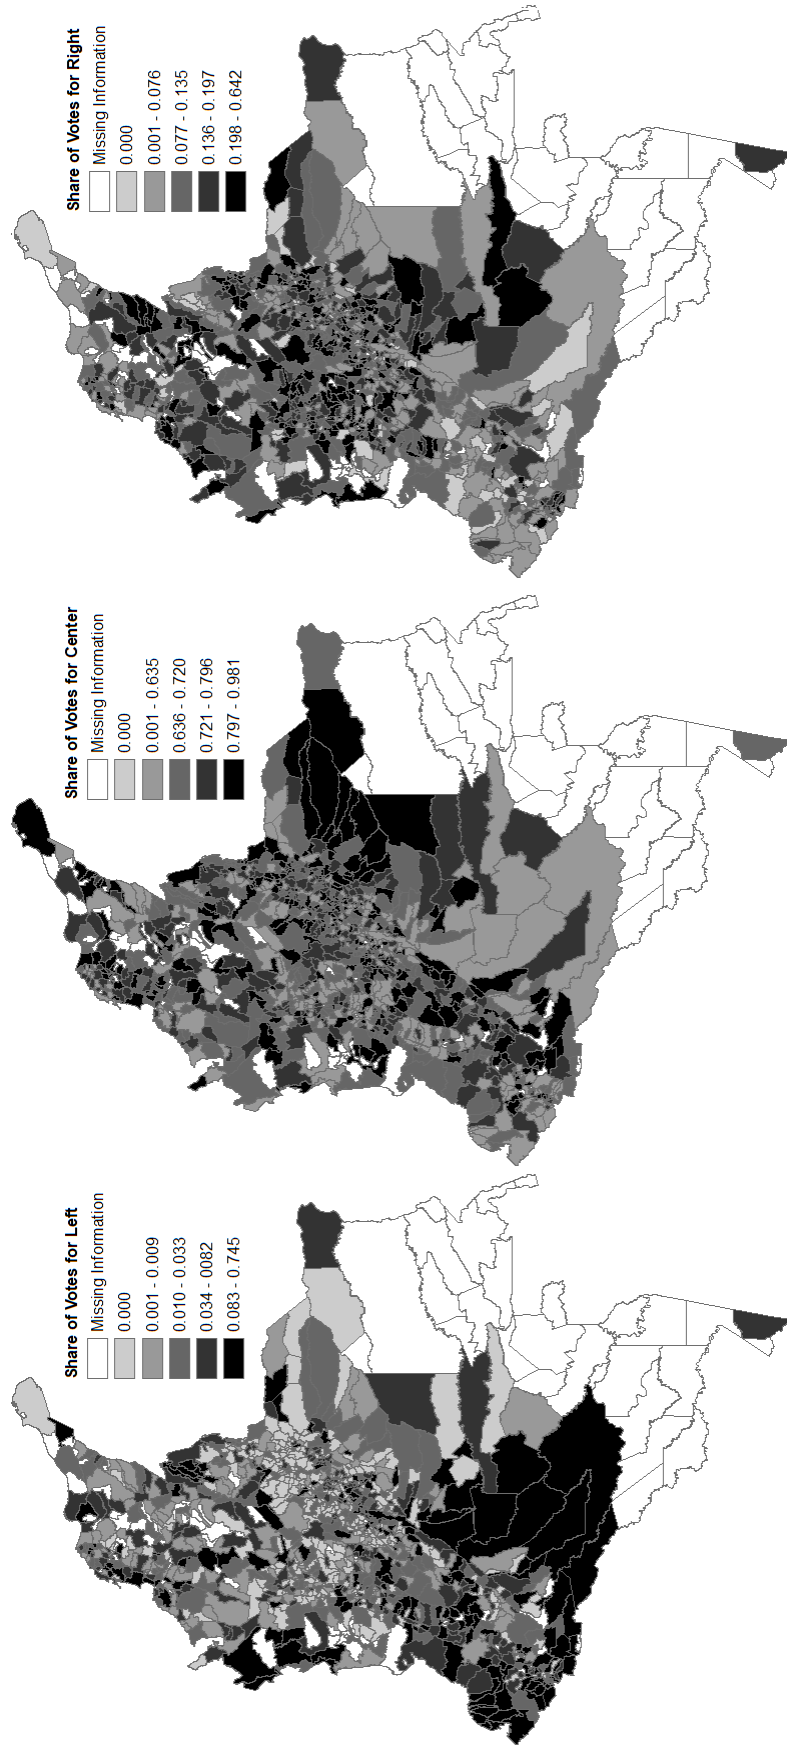 Share of Votes for Right
Missing Information
0.000
0.001 - 0.076
0.077 - 0.135
0.136 - 0.197
0.198 - 0.642
Share of Votes for Center
Missing Information
0.000
0.001 - 0.635
0.636 - 0.720
0.721 - 0.796
0.797 - 0.981
Share of Votes for Left
Missing Information
0.000
0.001 - 0.009
0.010 - 0.033
0.034 - 0082
0.083 - 0.745